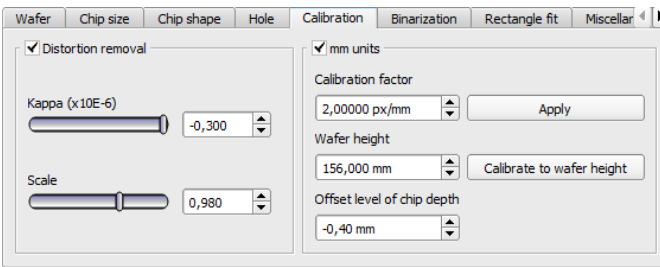 Wafer Chip size Chip shape Hole Calibration Binarization Rectangle fit Miscellar
Distortion removal
Kappa (x10E-6)
-0,300
Scale
0,980
mm units
Calibration factor
2,00000 px/mm Apply
Wafer height
156,000 mm Calibrate to wafer height
Offset level of chip depth
-0,40 mm